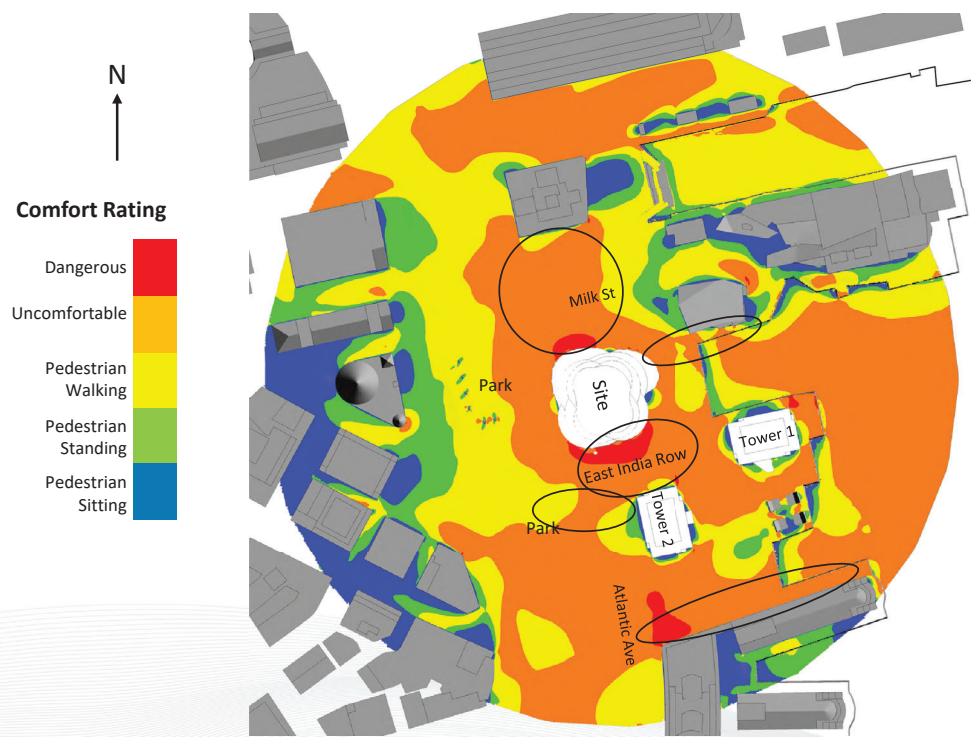 N
Comfort Rating
Dangerous
Uncomfortable
Pedestrian
Walking
Pedestrian
Standing
Pedestrian
Sitting
Milk St
Park
Site
Tower 1
East India Row
Park
Tower 2
Atlantic Ave